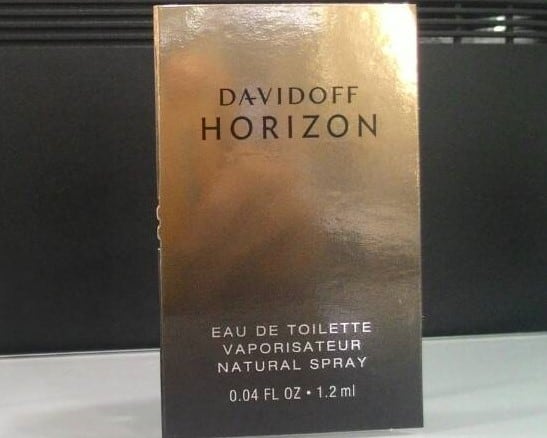 DAVIDOFF
HORIZON
EAU DE TOILETTE
VAPORISATEUR
NATURAL SPRAY
0.04 FL OZ • 1.2 ml